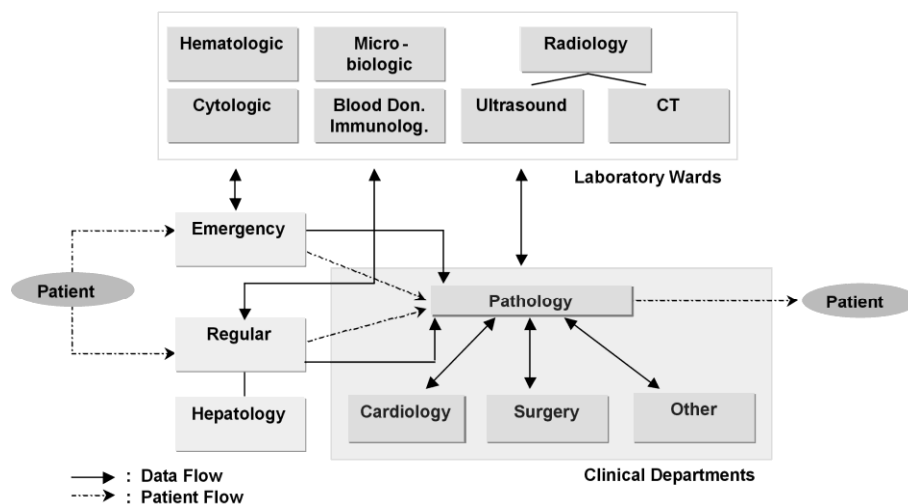 Hematologic
Micro -
biologic
Radiology
Cytologic
Blood Don.
Immunolog.
Ultrasound
CT
Laboratory Wards
Emergency
Patient
Pathology
Patient
Regular
Hepatology
Cardiology
Surgery
Other
: Data Flow
: Patient Flow
Clinical Departments